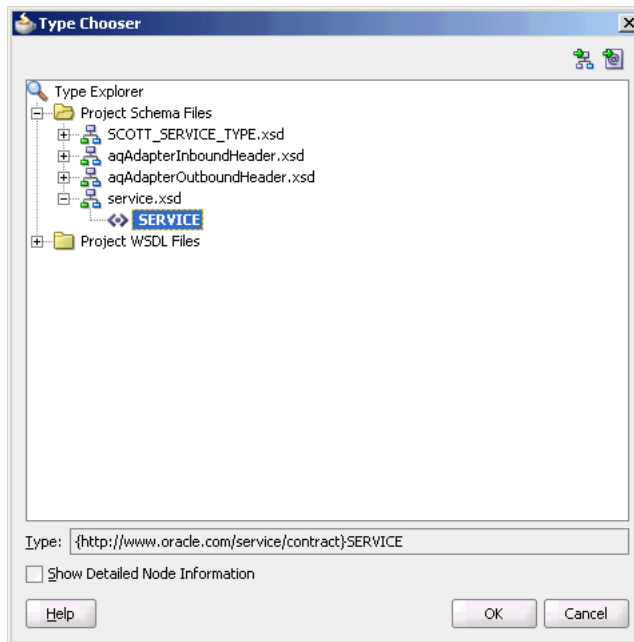 Type Chooser
Type Explorer
Project Schema Files
SCOTT_SERVICE_TYPE.xsd
aqAdapterInboundHeader.xsd
aqAdapterOutboundHeader.xsd
service.xsd
SERVICE
Project WSDL Files
Type: {http://www.oracle.com/service/contract}SERVICE
Show Detailed Node Information
Help OK Cancel